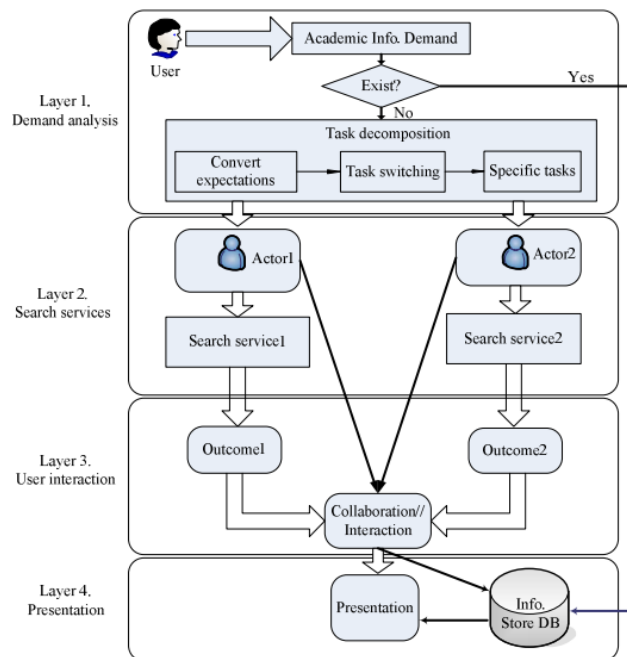 Academic Info. Demand
User
Exist?
Yes
No
Layer 1.
Demand analysis
Task decomposition
Convert
expectations
Task switching
Specific tasks
Actor1
Actor2
Layer 2.
Search services
Search service1
Search service2
Outcome1
Outcome2
Layer 3.
User interaction
Collaboration//
Interaction
Layer 4.
Presentation
Presentation
Info.
Store DB